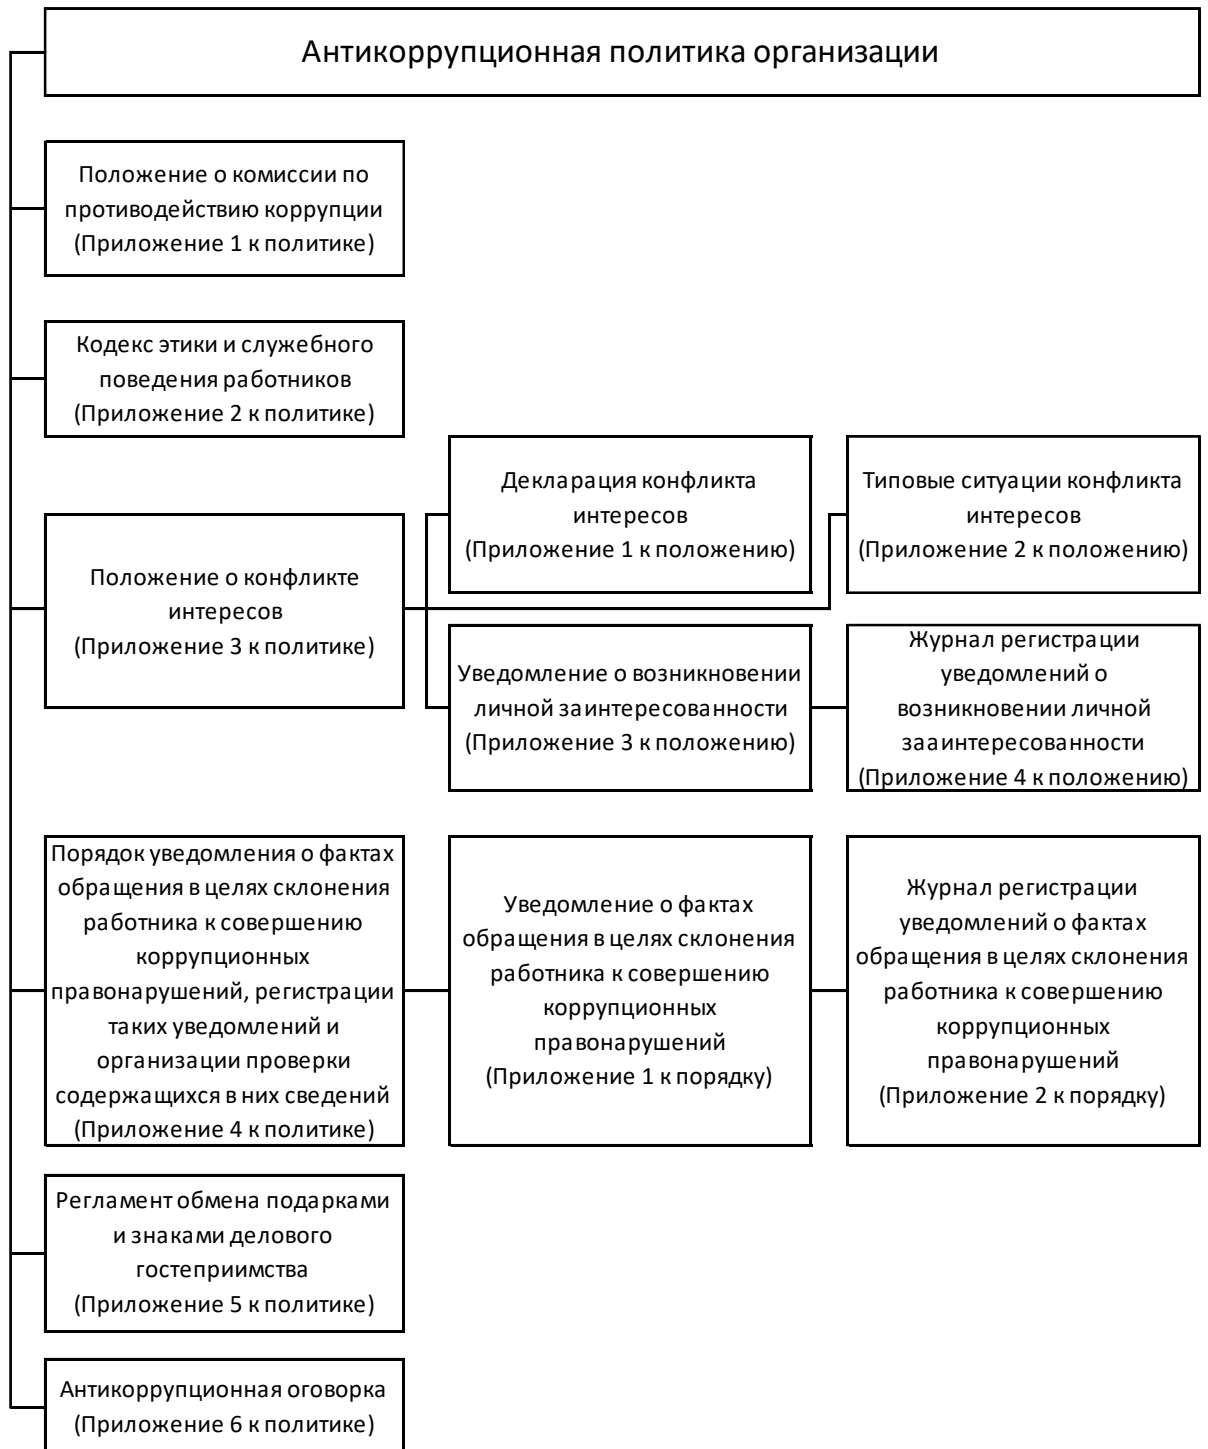 Антикоррупционная политика организации
Положение о комиссии по
противодействию коррупции
(Приложение 1 к политике)
Кодекс этики и служебного
поведения работников
(Приложение 2 к политике)
Декларация конфликта
интересов
(Приложение 1 к положению)
Типовые ситуации конфликта
интересов
(Приложение 2 к положению)
Положение о конфликте
интересов
(Приложение 3 к политике)
Уведомление о возникновении
личной заинтересованности
(Приложение 3 к положению)
Журнал регистрации
уведомлений о
возникновении личной
зааинтересованности
(Приложение 4 к положению)
Порядок уведомления о фактах
обращения в целях склонения
работника к совершению
коррупционных
правонарушений, регистрации
таких уведомлений и
организации проверки
содержащихся в них сведений
(Приложение 4 к политике)
Уведомление о фактах
обращения в целях склонения
работника к совершению
коррупционных
правонарушений
(Приложение 1 к порядку)
Журнал регистрации
уведомлений о фактах
обращения в целях склонения
работника к совершению
коррупционных
правонарушений
(Приложение 2 к порядку)
Регламент обмена подарками
и знаками делового
гостеприимства
(Приложение 5 к политике)
Антикоррупционная оговорка
(Приложение 6 к политике)